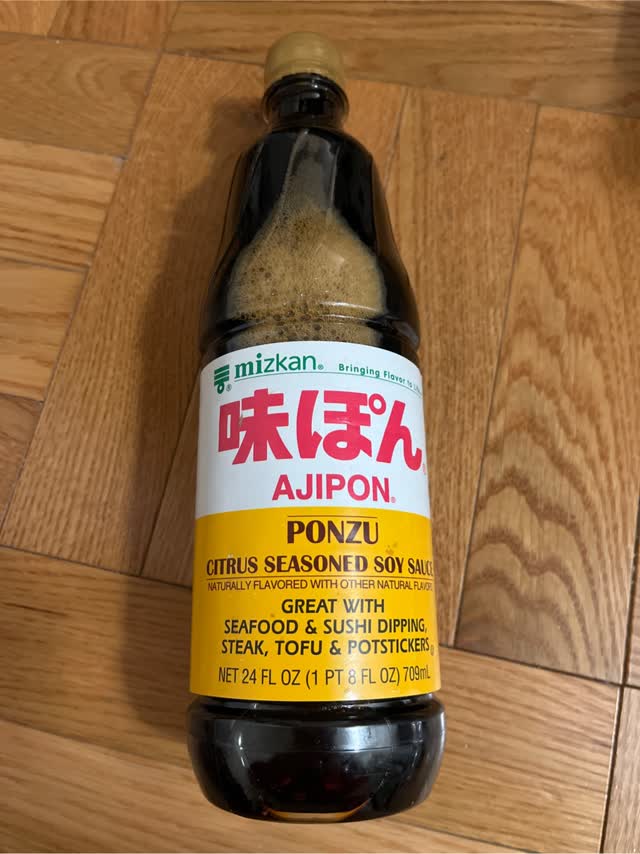 mizkan®
Bringing Flavor to
味ぽん®
AJIPON®
PONZU
CITRUS SEASONED SOY SAUCE
NATURALLY FLAVORED WITH OTHER NATURAL FLAVORS
GREAT WITH
SEAFOOD & SUSHI DIPPING,
STEAK, TOFU & POTSTICKERS
NET 24 FL OZ (1 PT 8 FL OZ) 709mL